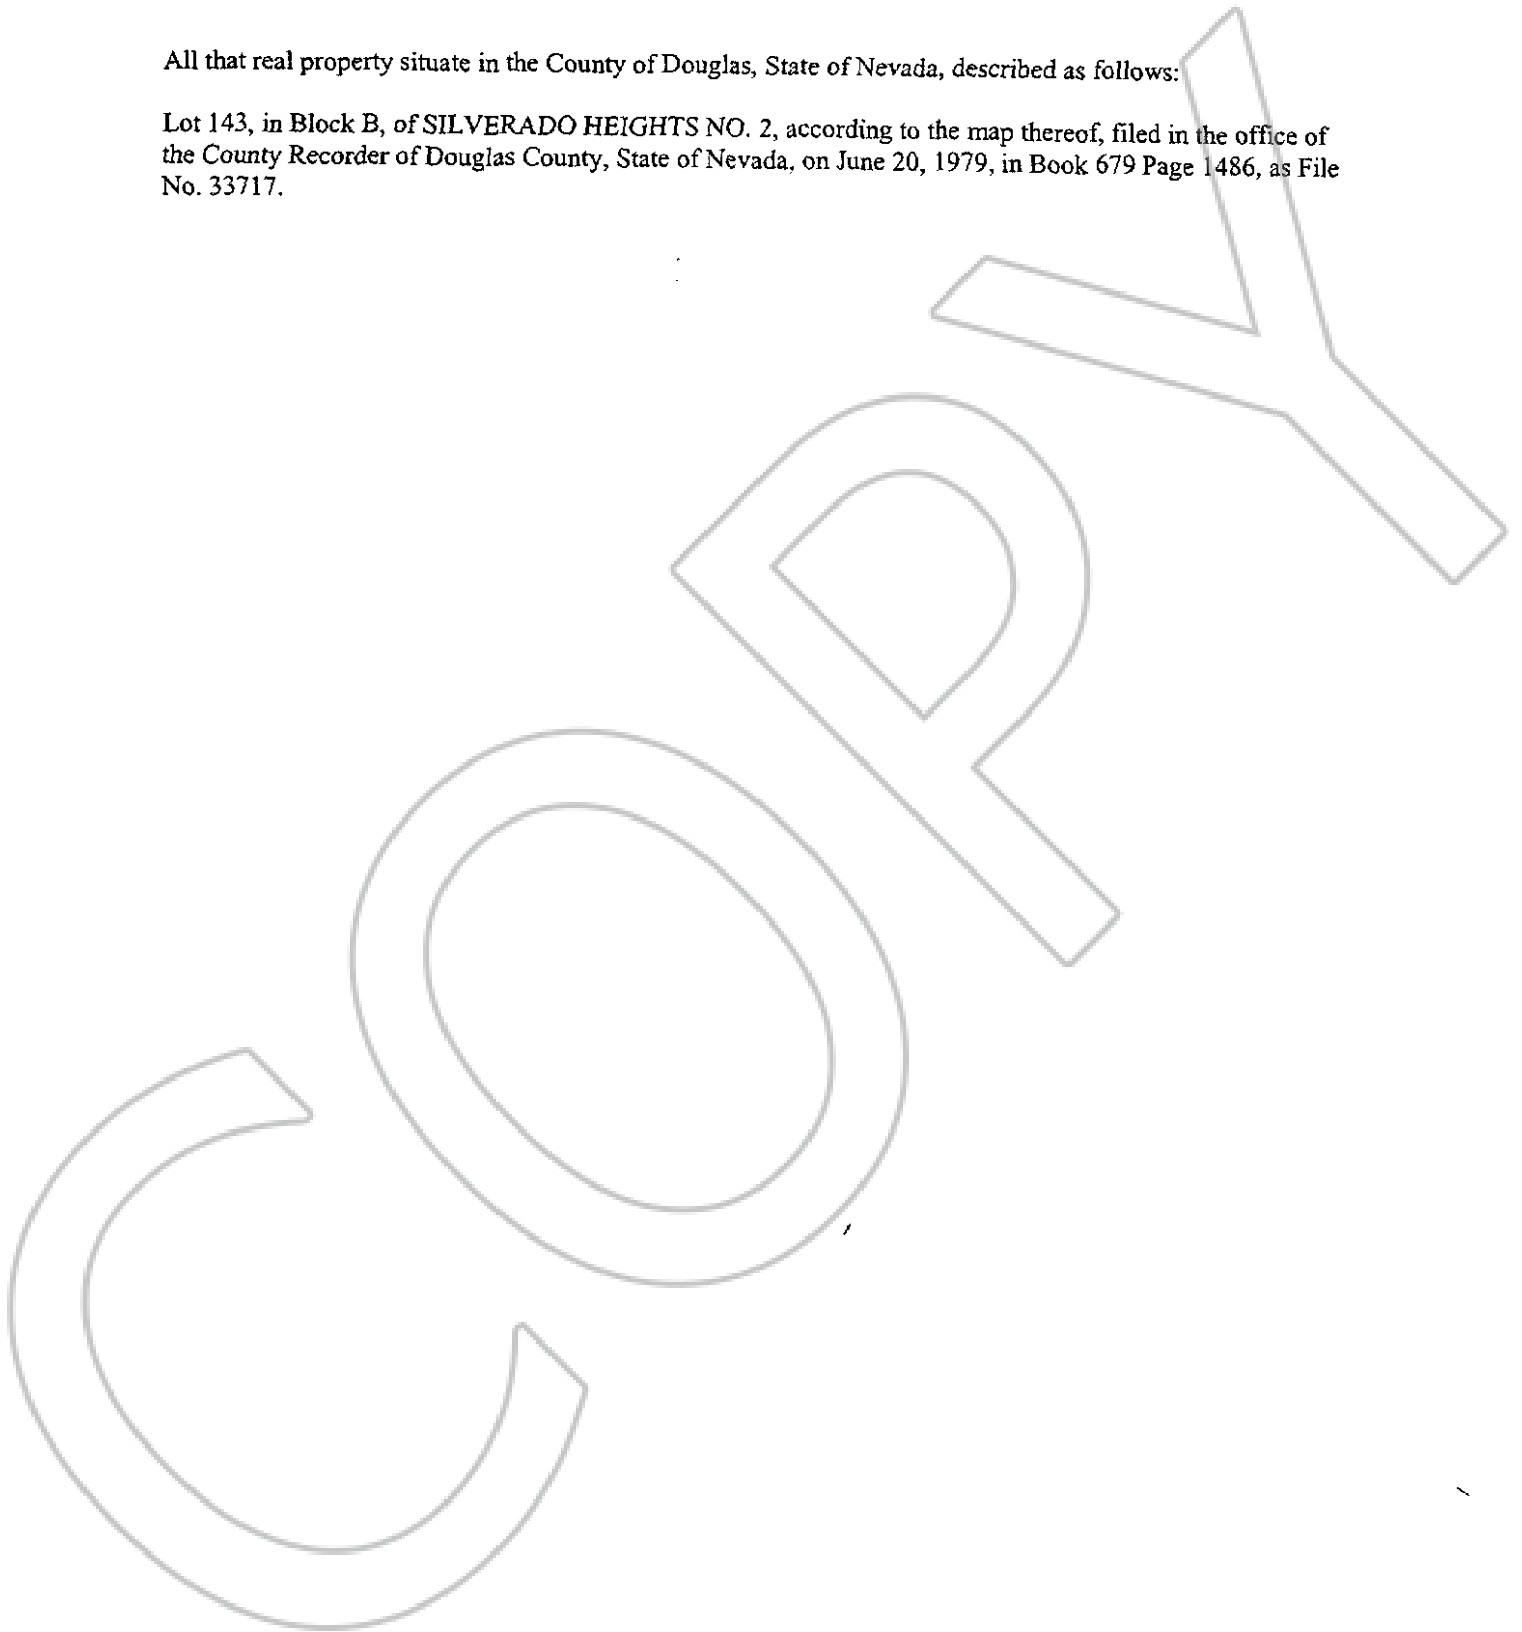 All that real property situate in the County of Douglas, State of Nevada, described as follows:
Lot 143, in Block B, of SILVERADO HEIGHTS NO. 2, according to the map thereof, filed in the office of
the County Recorder of Douglas County, State of Nevada, on June 20, 1979, in Book 679 Page 1486, as File
No. 33717.
COPY